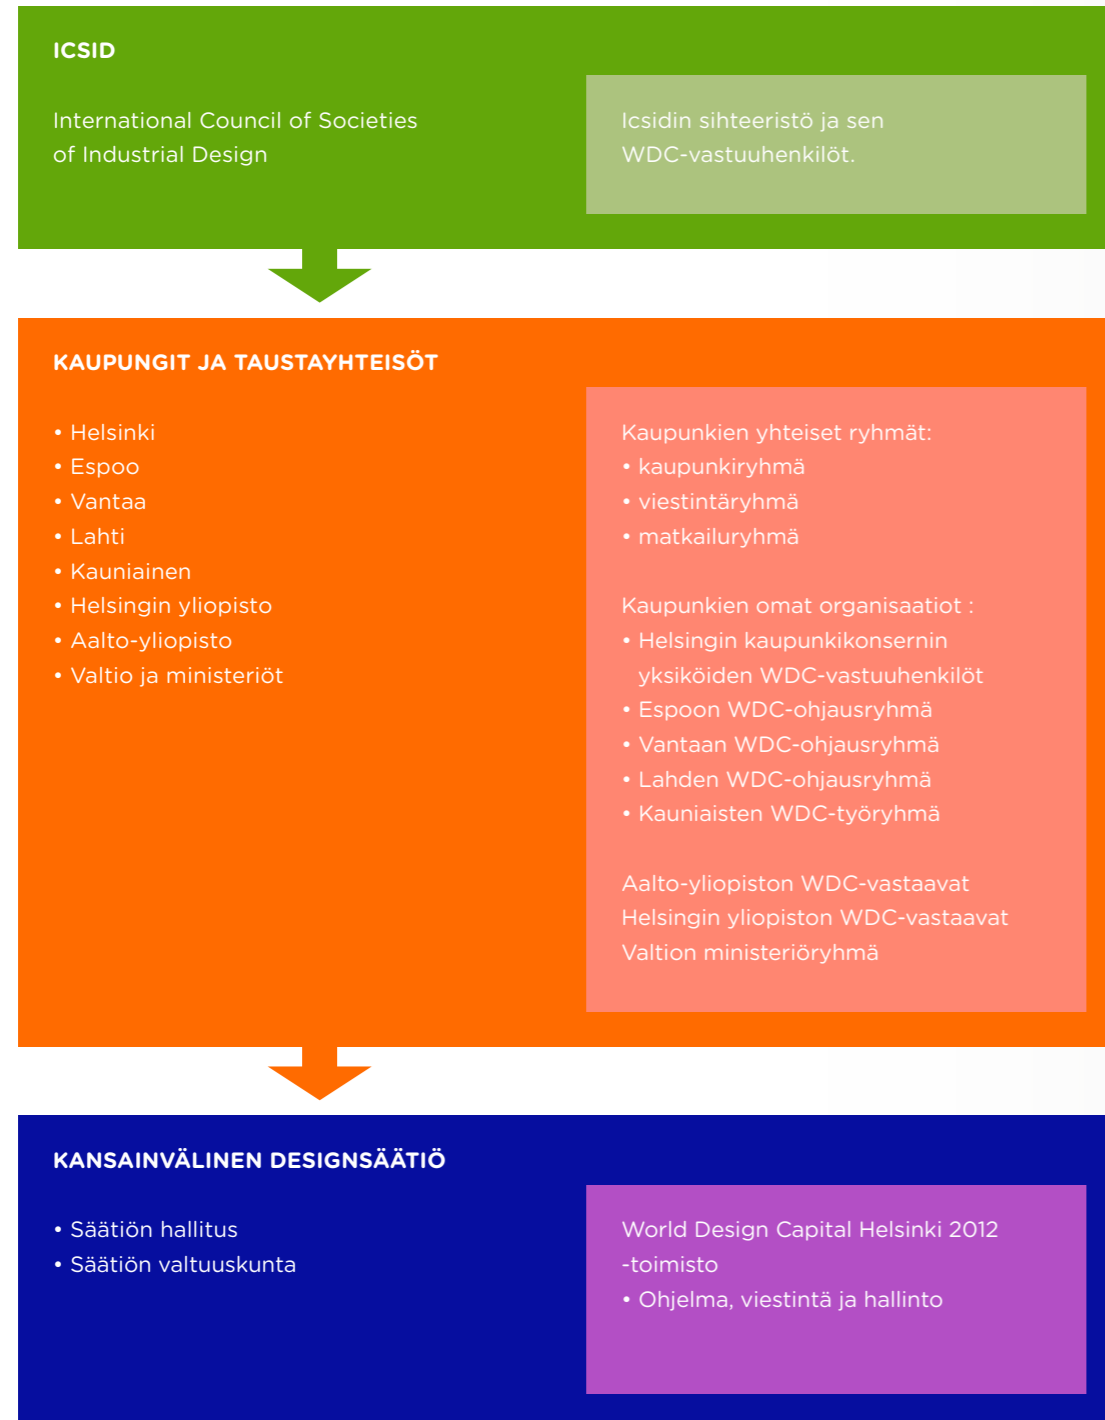 ICSID
International Council of Societies
of Industrial Design
Icsidin sihteeristö ja sen
WDC-vastuuhenkilöt.
KAUPUNGIT JA TAUSTAYHTEISÖT
• Helsinki
• Espoo
• Vantaa
• Lahti
• Kauniainen
• Helsingin yliopisto
• Aalto-yliopisto
• Valtio ja ministeriöt
Kaupunkien yhteiset ryhmät:
• kaupunkiryhmä
• viestintäryhmä
• matkailuryhmä
Kaupunkien omat organisaatiot :
• Helsingin kaupunkikonsernin
yksiköiden WDC-vastuuhenkilöt
• Espoon WDC-ohjausryhmä
• Vantaan WDC-ohjausryhmä
• Lahden WDC-ohjausryhmä
• Kauniaisten WDC-työryhmä
Aalto-yliopiston WDC-vastaavat
Helsingin yliopiston WDC-vastaavat
Valtion ministeriöryhmä
KANSAINVÄLINEN DESIGNSÄÄTIÖ
• Säätiön hallitus
• Säätiön valtuuskunta
World Design Capital Helsinki 2012
-toimisto
• Ohjelma, viestintä ja hallinto